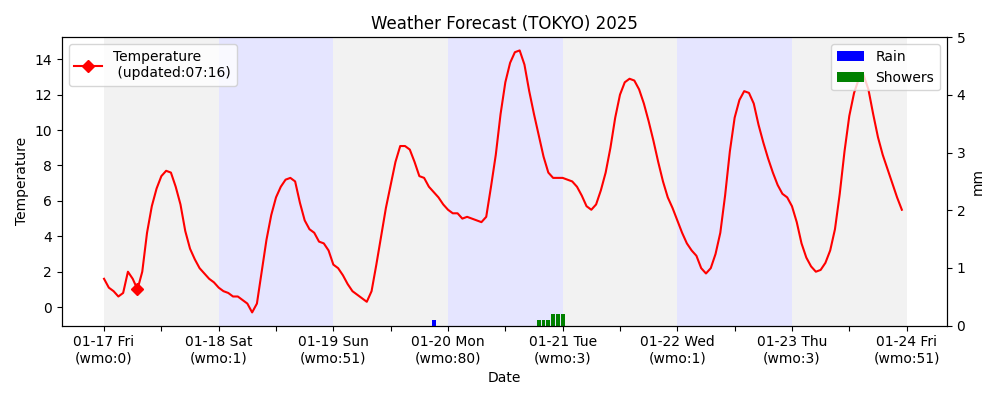 Weather Forecast (TOKYO) 2025
Temperature
(updated:07:16)
Rain
Showers
14
12
10
8
6
4
2
0
Temperature
5
4
3
2
1
0
mm
01-17 Fri
(wmo:0)
01-18 Sat
(wmo:1)
01-19 Sun
(wmo:51)
01-20 Mon
(wmo:80)
01-21 Tue
(wmo:3)
01-22 Wed
(wmo:1)
01-23 Thu
(wmo:3)
01-24 Fri
(wmo:51)
Date